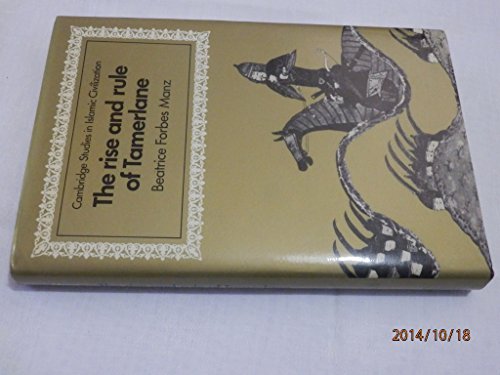 Cambridge Studies in Islamic Civilization
The rise and rule
of Tamerlane
Beatrice Forbes Manz
2014/10/18